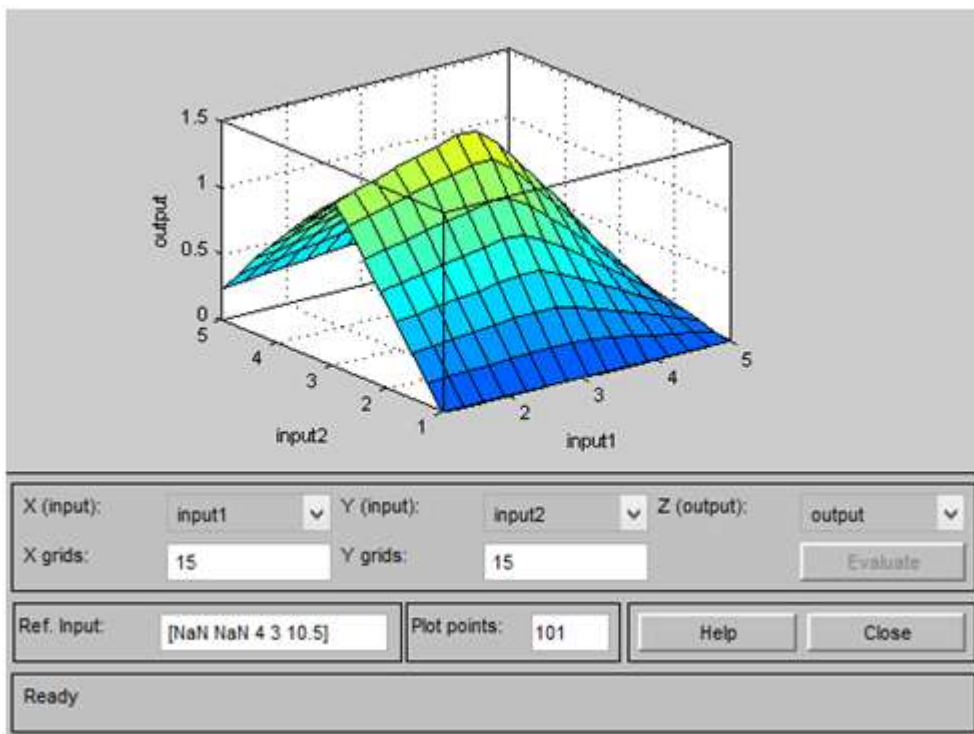 1.5
1
0.5
0
output
5
4
3
2
1
input2
2
3
4
5
input1
X (input):
input1
Y (input):
input2
Z (output):
output
X grids:
15
Y grids:
15
Evaluate
Ref. Input:
[NaN NaN 4 3 10.5]
Plot points:
101
Help
Close
Ready